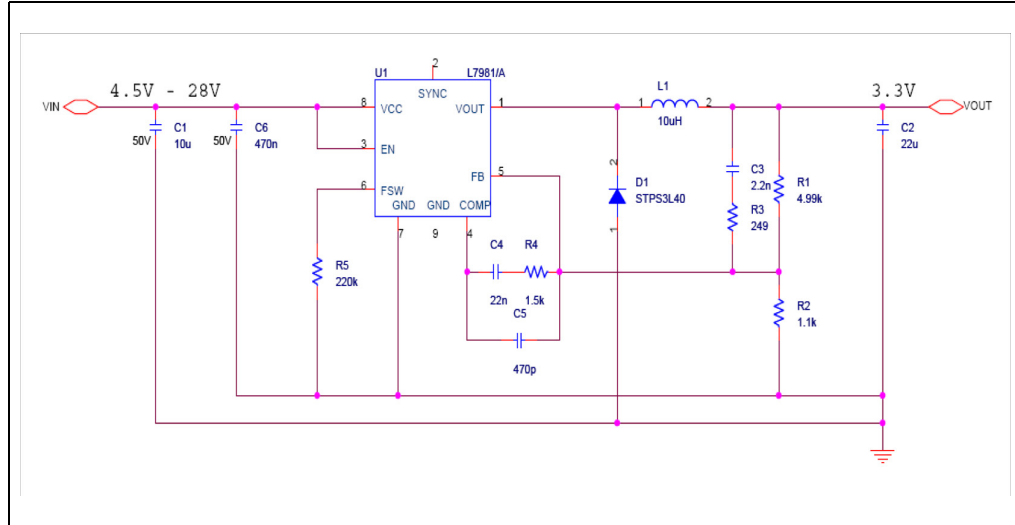 2
U1
L7981/A
SYNC
4.5V - 28V
3.3V
VIN
8
VCC
VOUT
1
L1
1
2
10uH
VOUT
C1
50V
10u
C6
50V
470n
3
EN
C2
22u
6
FSW
FB
5
2
D1
STPS3L40
1
C3
2.2n
R1
4.99k
R3
249
GND
GND
COMP
7
9
4
R5
220k
C4
R4
22n
1.5k
C5
470p
R2
1.1k